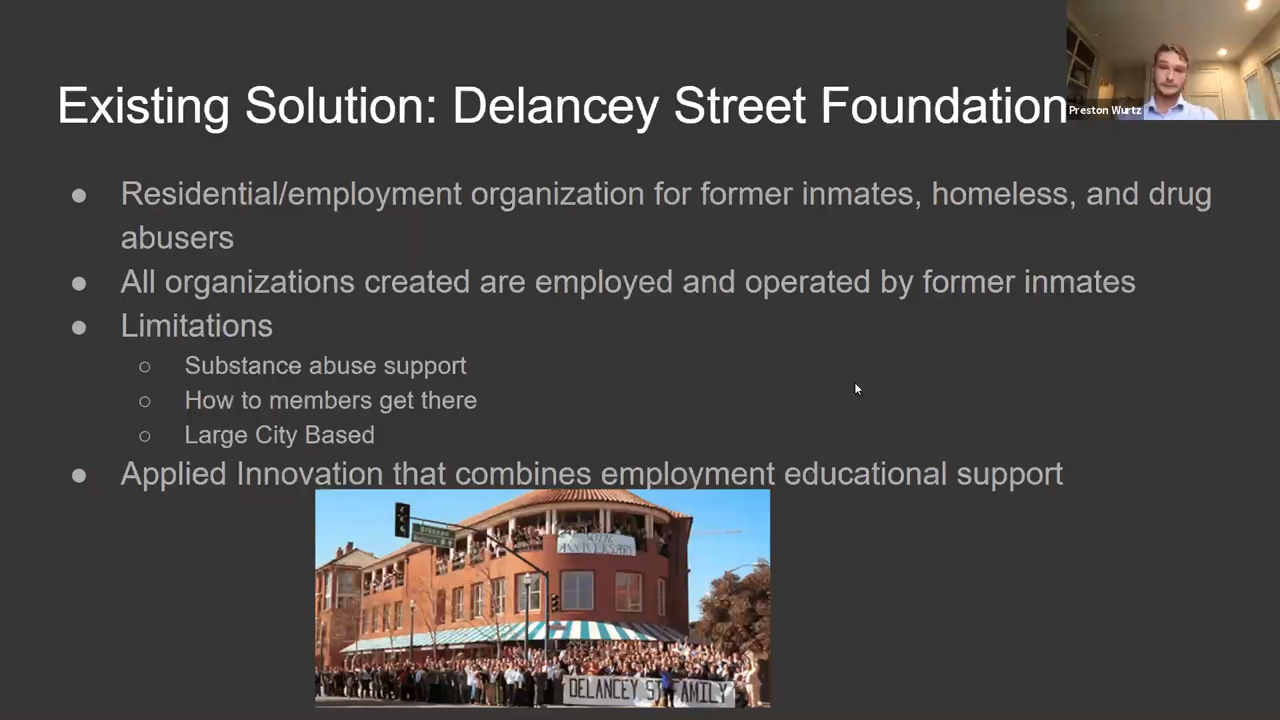 Existing Solution: Delancey Street Foundation
Preston Wurtz
● Residential/employment organization for former inmates, homeless, and drug
abusers
● All organizations created are employed and operated by former inmates
● Limitations
○ Substance abuse support
○ How to members get there
○ Large City Based
● Applied Innovation that combines employment educational support
ANNIVERSARY
DELANCEY ST FAMILY